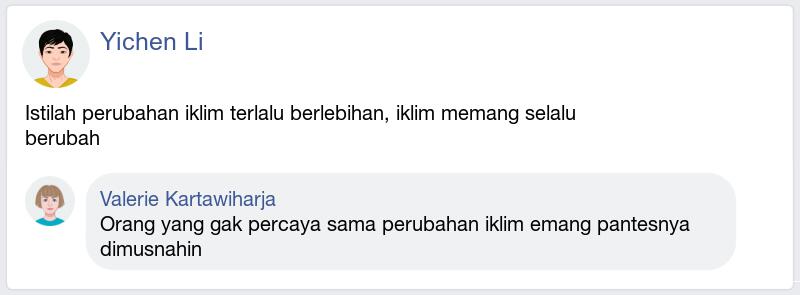 Yichen Li
Istilah perubahan iklim terlalu berlebihan, iklim memang selalu
berubah
Valerie Kartawiharja
Orang yang gak percaya sama perubahan iklim emang pantesnya
dimusnahin